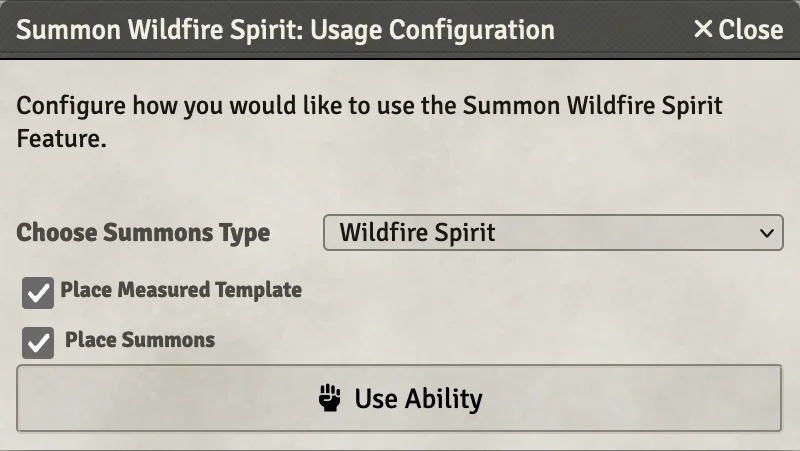 Summon Wildfire Spirit: Usage Configuration
Close
Configure how you would like to use the Summon Wildfire Spirit
Feature.
Choose Summons Type
Wildfire Spirit
Place Measured Template
Place Summons
Use Ability